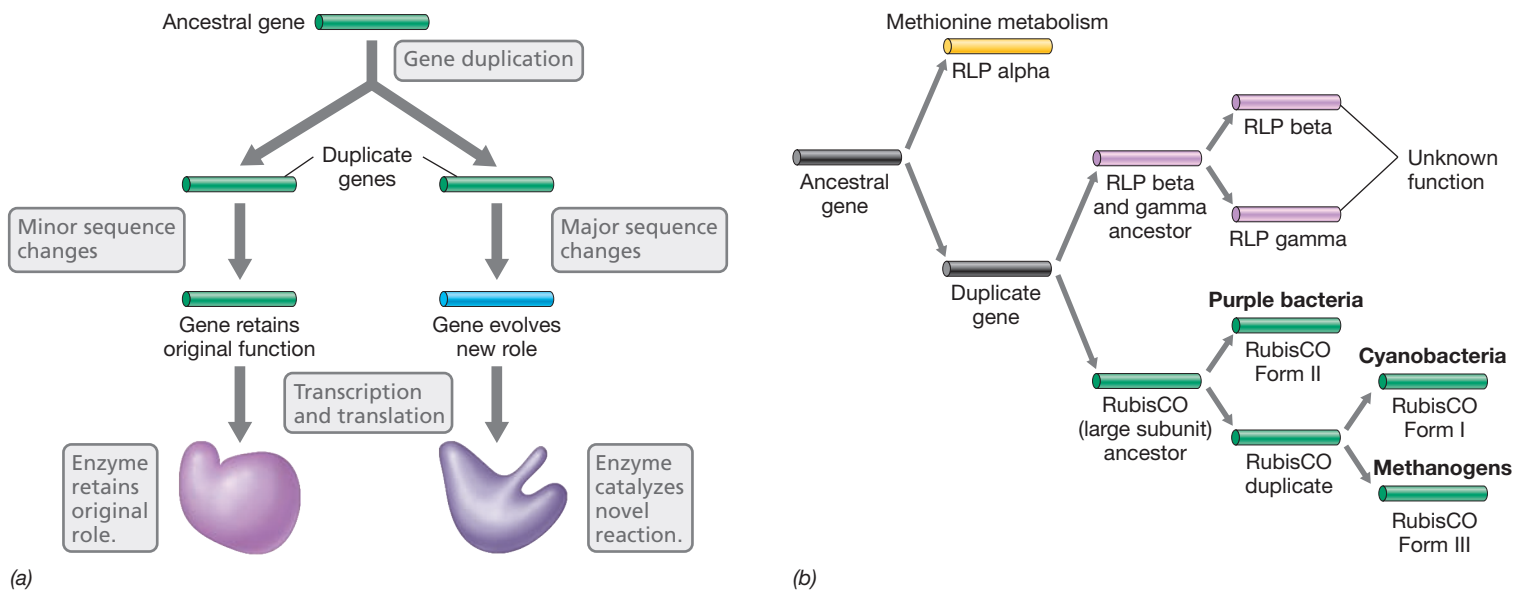 Ancestral gene
Gene duplication
Duplicate
genes
Minor sequence
changes
Major sequence
changes
Gene retains
original function
Gene evolves
new role
Transcription
and translation
Enzyme
retains
original
role.
Enzyme
catalyzes
novel
reaction.
(a)
Methionine metabolism
RLP alpha
Ancestral
gene
Duplicate
gene
RLP beta
and gamma
ancestor
RLP beta
RLP gamma
Unknown
function
RubisCO
(large subunit)
ancestor
Purple bacteria
RubisCO
Form II
RubisCO
duplicate
Cyanobacteria
RubisCO
Form I
Methanogens
RubisCO
Form III
(b)